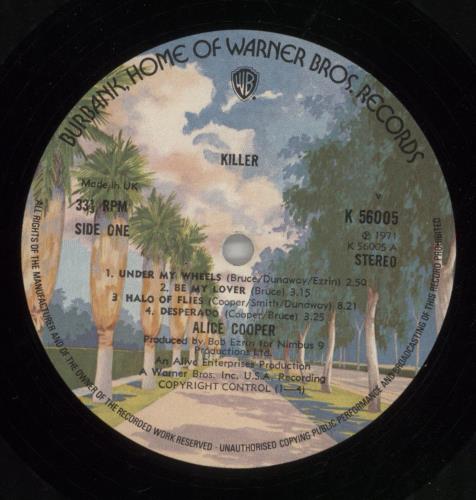 BURBANK, HOME OF WARNER BROS. RECORDS
WB
KILLER
Made in UK
33⅓ RPM
SIDE ONE
K 56005
℗ 1971
K 56005 A
STEREO
1. UNDER MY WHEELS (Bruce/Dunaway/Ezrin) 2.50
2. BE MY LOVER (Bruce) 3.15
3 HALO OF FLIES (Cooper/Smith/Dunaway) 8.21
4. DESPERADO (Cooper/Bruce) 3.25
ALICE COOPER
Produced by Bob Ezrin for Nimbus 9
Productions Ltd.
An Alive Enterprises Production
A Warner Bros. Inc. U.S.A. Recording
COPYRIGHT CONTROL (1—4)
ALL RIGHTS OF THE MANUFACTURER AND OF THE OWNER OF THE RECORDED WORK RESERVED · UNAUTHORISED COPYING PUBLIC PERFORMANCE AND BROADCASTING OF THIS RECORD PROHIBITED